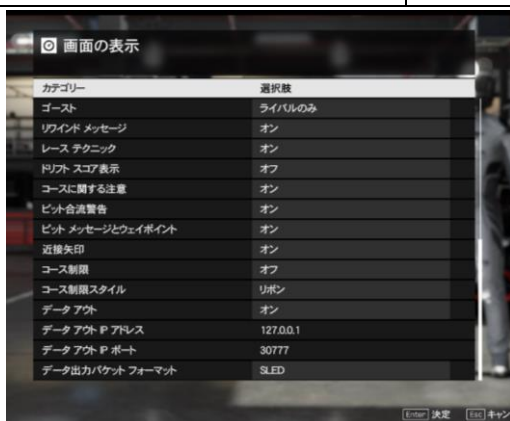 画面の表示
カテゴリー 選択肢
ゴースト ライバルのみ
リワインド メッセージ オン
レース テクニック オン
ドリフト スコア表示 オフ
コースに関する注意 オン
ピット合流警告 オン
ピット メッセージとウェイポイント オン
近接矢印 オン
コース制限 オフ
コース制限スタイル リボン
データ アウト オン
データ アウト IP アドレス 127.0.0.1
データ アウト IP ポート 30777
データ出力パケット フォーマット SLED
Enter 決定 Esc キャン